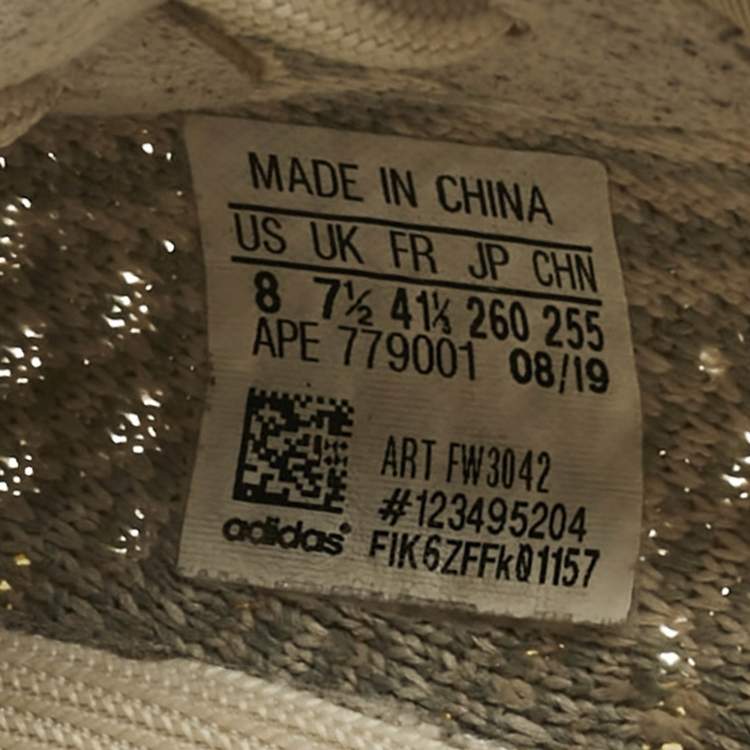 MADE IN CHINA
US UK FR JP CHN
8 7½ 41⅓ 260 255
APE 779001 08/19
ART FW3042
#123495204
adidas®
FIK6ZFFk01157